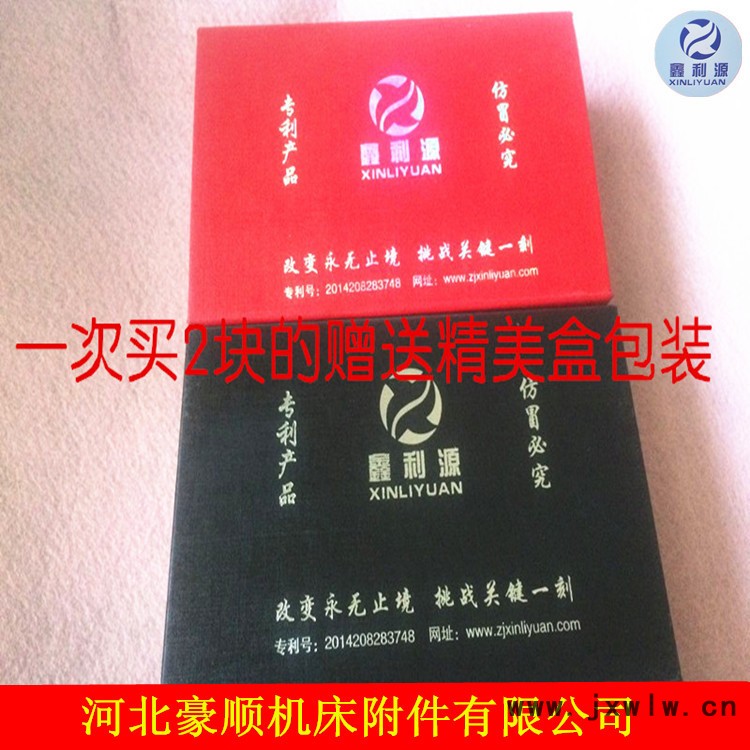 鑫利源
XINLIYUAN
专利产品
仿冒必究
鑫利源
XINLIYUAN
改变永无止境 挑战关键一刻
专利号：2014208283748 网址：www.zjxinliyuan.com
一次买2块的赠送精美盒包装
专利产品
仿冒必究
鑫利源
XINLIYUAN
改变永无止境 挑战关键一刻
专利号：2014208283748 网址：www.zjxinliyuan.com
河北豪顺机床附件有限公司
www.jxwlw.cn